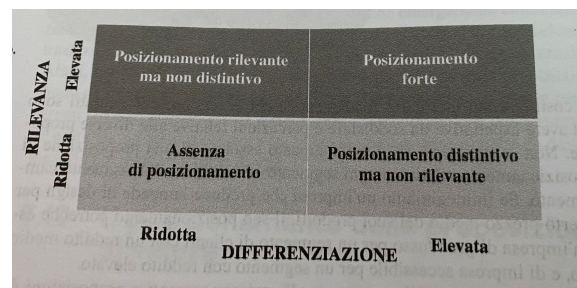 RILEVANZA
Elevata
Posizionamento rilevante
ma non distintivo
Posizionamento
forte
Ridotta
Assenza
di posizionamento
Posizionamento distintivo
ma non rilevante
Ridotta
Elevata
DIFFERENZIAZIONE